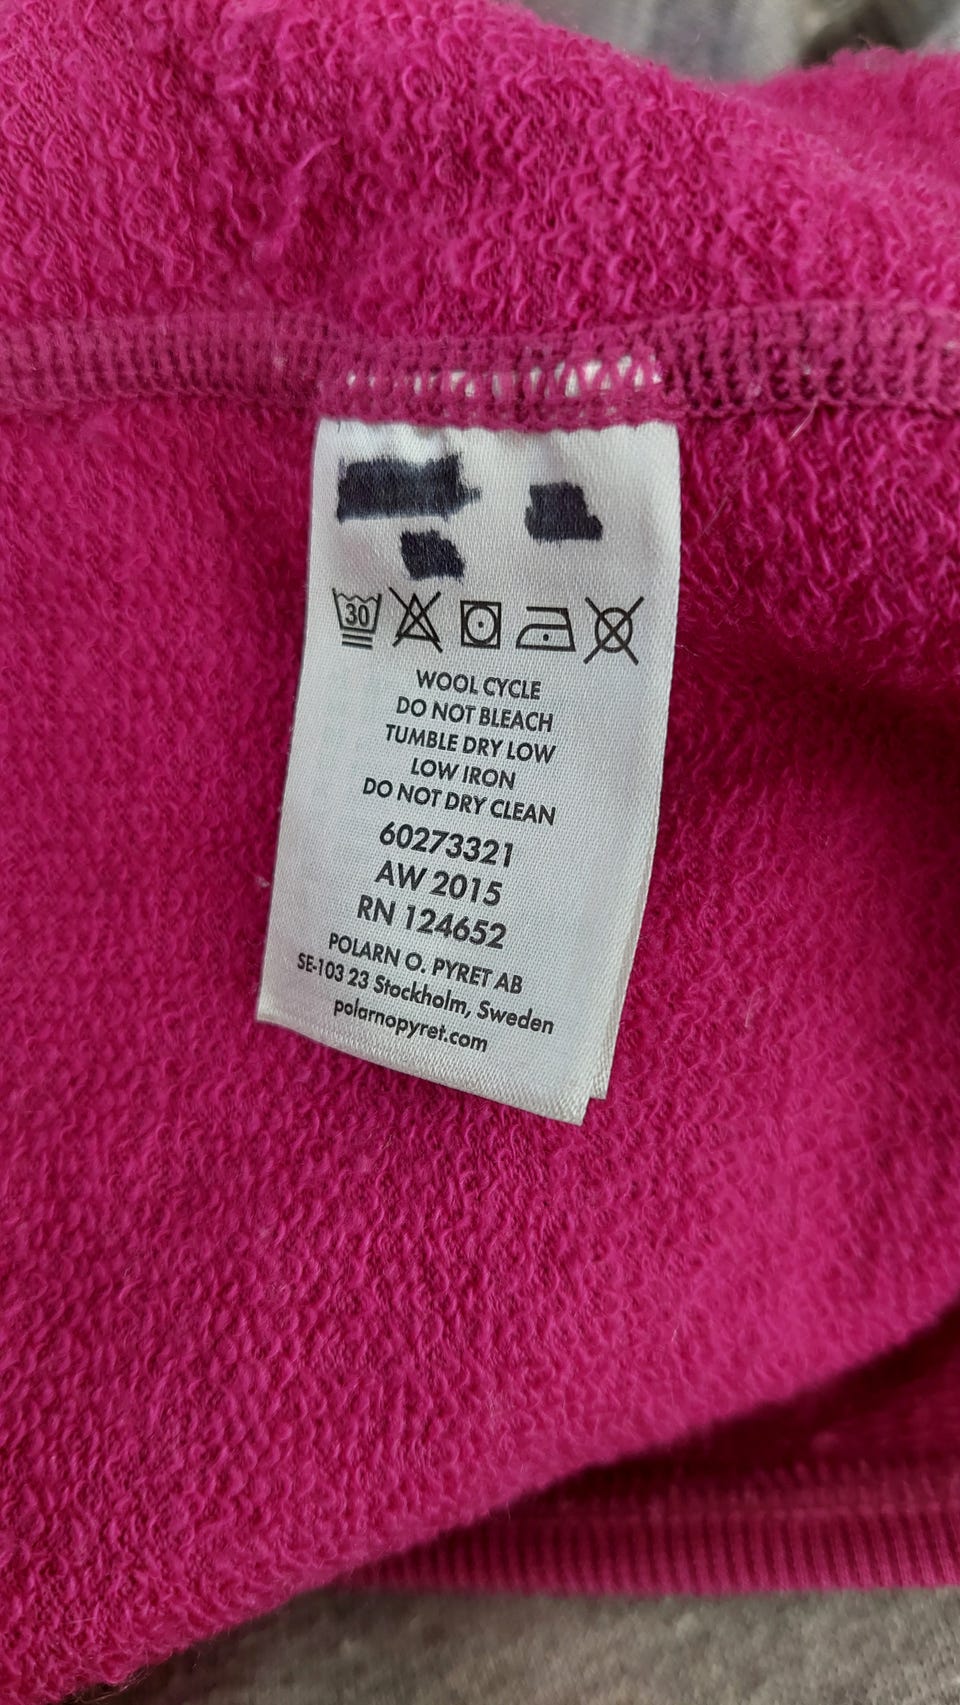 30
WOOL CYCLE
DO NOT BLEACH
TUMBLE DRY LOW
LOW IRON
DO NOT DRY CLEAN
60273321
AW 2015
RN 124652
POLARN O. PYRET AB
SE-103 23 Stockholm, Sweden
polarnopyret.com